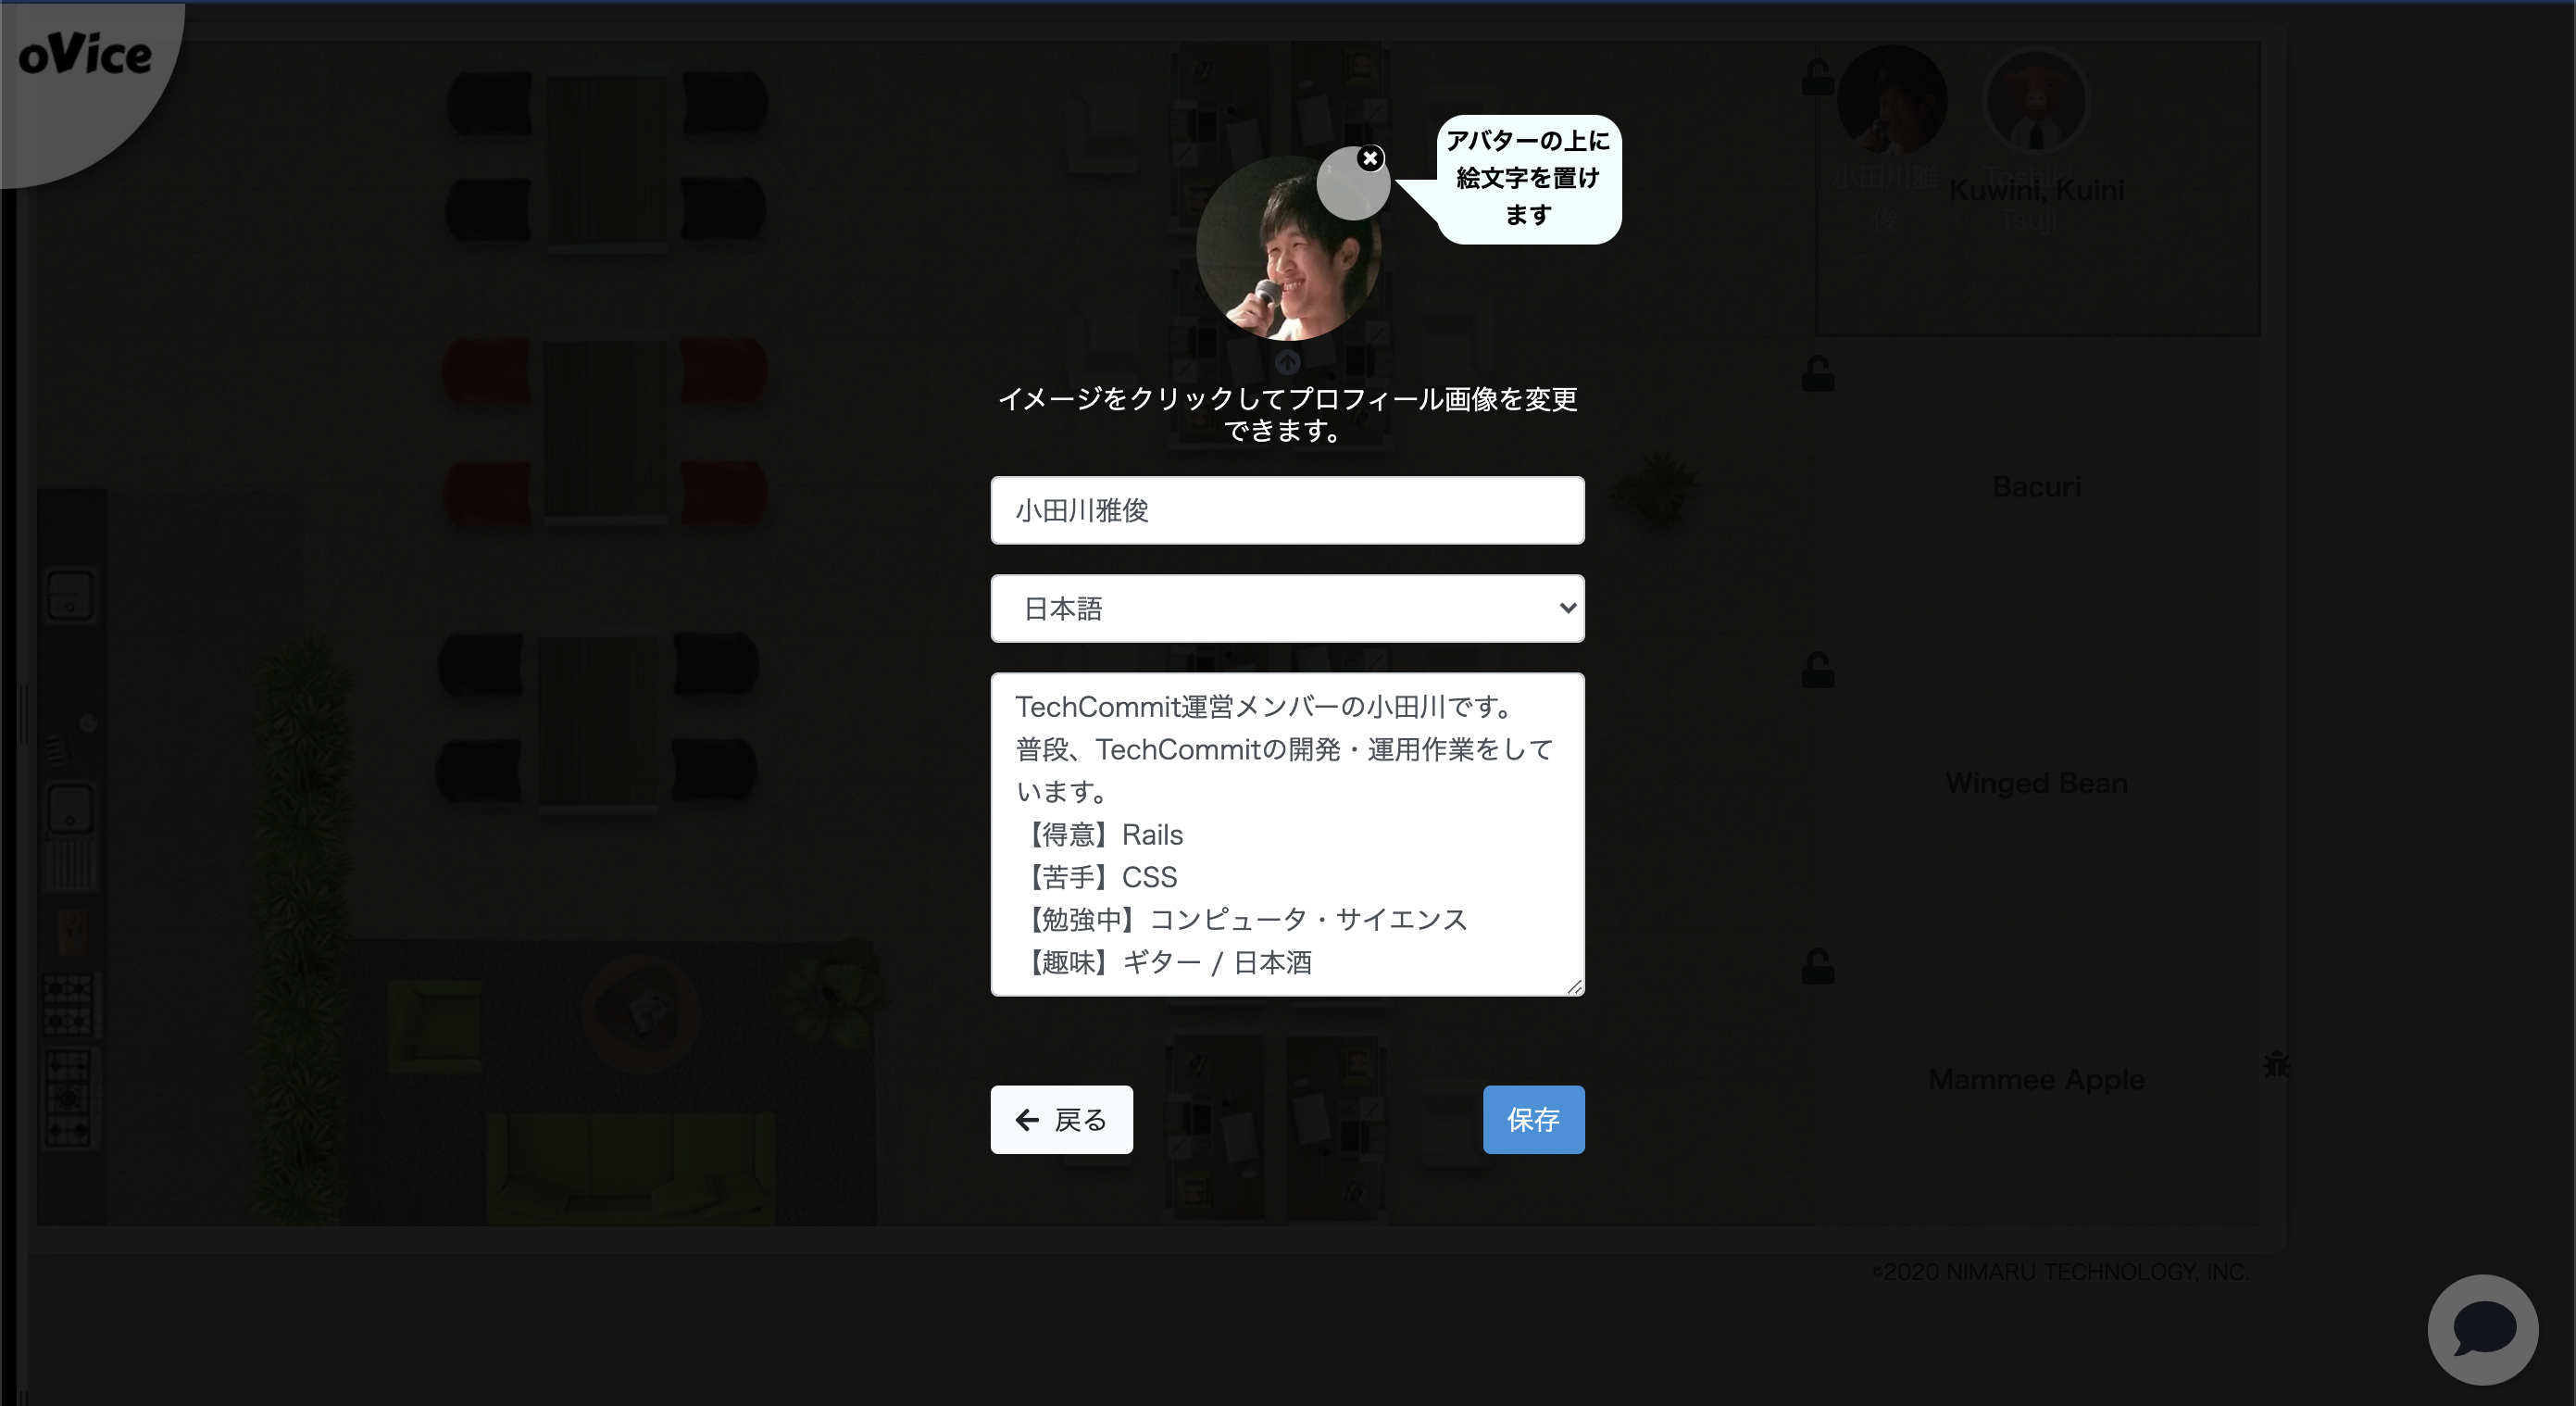 oVice
アバターの上に
絵文字を置け
ます
小田川雅
俊
Toshiki
Tsuji
Kuwini, Kuini
イメージをクリックしてプロフィール画像を変更
できます。
小田川雅俊
日本語
TechCommit運営メンバーの小田川です。
普段、TechCommitの開発・運用作業をして
います。
【得意】Rails
【苦手】CSS
【勉強中】コンピュータ・サイエンス
【趣味】ギター / 日本酒
戻る
保存
Bacuri
Winged Bean
Mammee Apple
©2020 NIMARU TECHNOLOGY, INC.